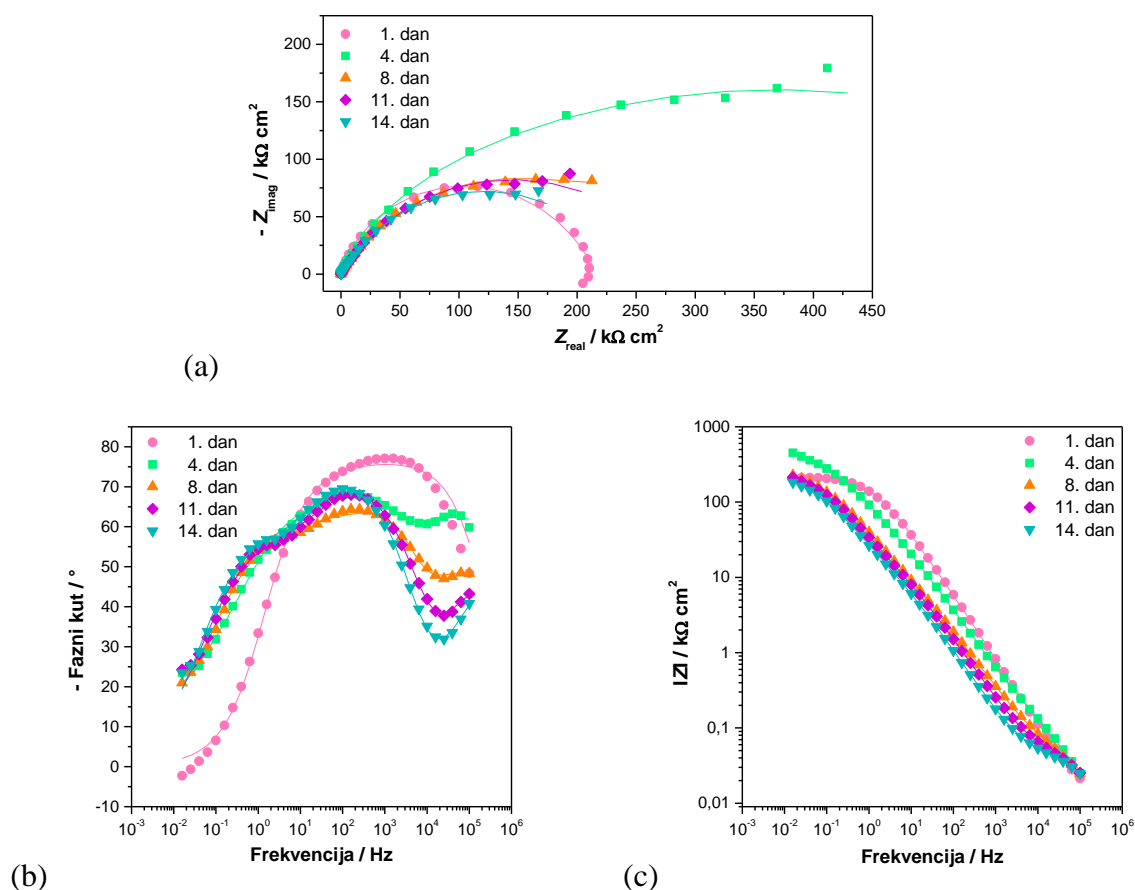 1. dan
4. dan
8. dan
11. dan
14. dan
200
150
100
50
0
- Z_imag / kΩ cm²
0 50 100 150 200 250 300 350 400 450
Z_real / kΩ cm²
(a)
1. dan
4. dan
8. dan
11. dan
14. dan
80
70
60
50
40
30
20
10
0
-10
- Fazni kut / °
10⁻³ 10⁻² 10⁻¹ 10⁰ 10¹ 10² 10³ 10⁴ 10⁵ 10⁶
Frekvencija / Hz
(b)
1. dan
4. dan
8. dan
11. dan
14. dan
1000
100
10
1
0,1
0,01
|Z| / kΩ cm²
10⁻³ 10⁻² 10⁻¹ 10⁰ 10¹ 10² 10³ 10⁴ 10⁵ 10⁶
Frekvencija / Hz
(c)